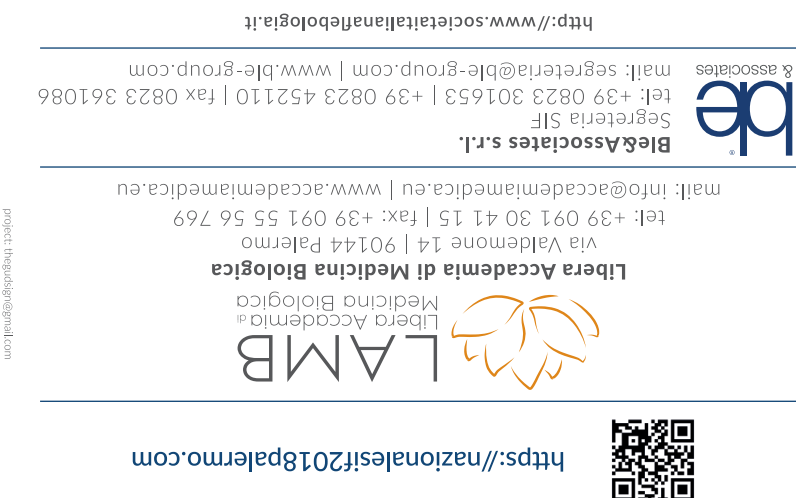 https://nazionalesif2018palermo.com
LAMB
Libera Accademia di
Medicina Biologica
Libera Accademia di Medicina Biologica
via Valdemone 14 | 90144 Palermo
tel: +39 091 30 41 15 | fax: +39 091 55 56 769
mail: info@accademiamedica.eu | www.accademiamedica.eu
ble®
& associates
Ble&Associates s.r.l.
Segreteria SIF
tel: +39 0823 301653 | +39 0823 452110 | fax 0823 361086
mail: segreteria@ble-group.com | www.ble-group.com
http://www.societaitalianaflebologia.it
project: thegudsign@gmail.com